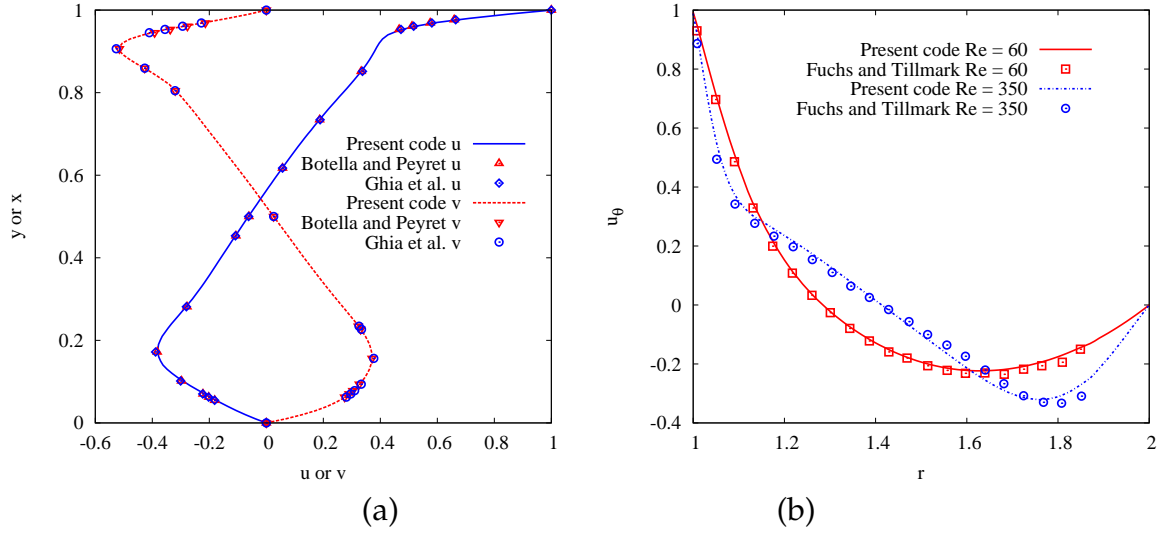 1
0.8
0.6
0.4
0.2
0
y or x
-0.6 -0.4 -0.2 0 0.2 0.4 0.6 0.8 1
u or v
Present code u
Botella and Peyret u
Ghia et al. u
Present code v
Botella and Peyret v
Ghia et al. v
(a)
1
0.8
0.6
0.4
0.2
0
-0.2
-0.4
uθ
1 1.2 1.4 1.6 1.8 2
r
Present code Re = 60
Fuchs and Tillmark Re = 60
Present code Re = 350
Fuchs and Tillmark Re = 350
(b)